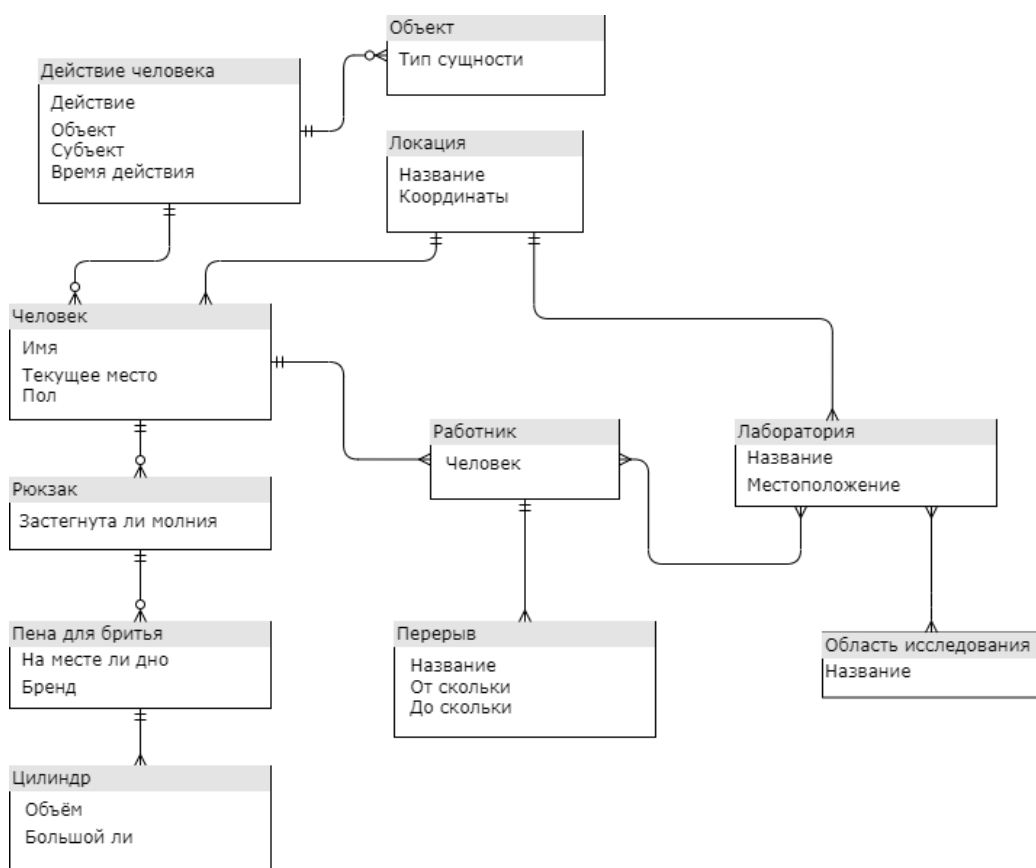 Объект
Тип сущности
Действие человека
Действие
Объект
Субъект
Время действия
Локация
Название
Координаты
Человек
Имя
Текущее место
Пол
Работник
Человек
Лаборатория
Название
Местоположение
Рюкзак
Застегнута ли молния
Пена для бритья
На месте ли дно
Бренд
Перерыв
Название
От скольки
До скольки
Область исследования
Название
Цилиндр
Объём
Большой ли